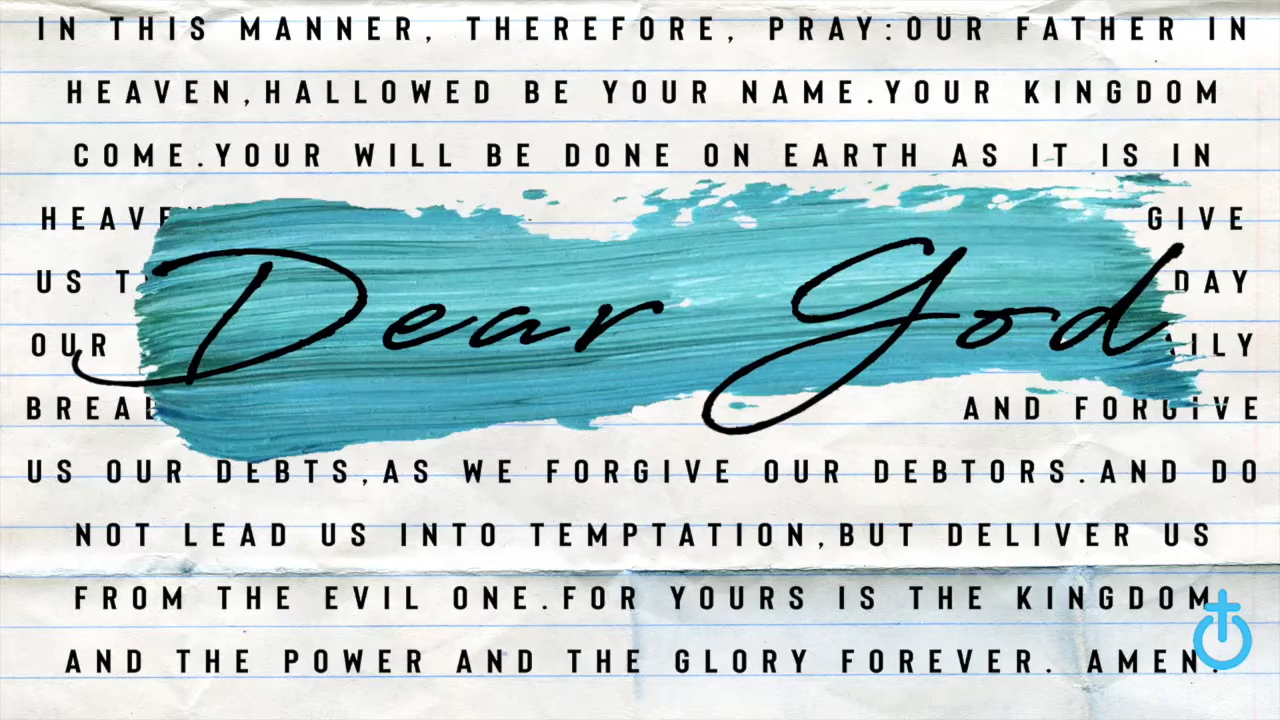 IN THIS MANNER, THEREFORE, PRAY:OUR FATHER IN
HEAVEN,HALLOWED BE YOUR NAME.YOUR KINGDOM
COME.YOUR WILL BE DONE ON EARTH AS IT IS IN
HEAVEN GIVE
US T DAY
OUR ILY
Dear God
BREA AND FORGIVE
US OUR DEBTS,AS WE FORGIVE OUR DEBTORS.AND DO
NOT LEAD US INTO TEMPTATION,BUT DELIVER US
FROM THE EVIL ONE.FOR YOURS IS THE KINGDOM
AND THE POWER AND THE GLORY FOREVER. AMEN.